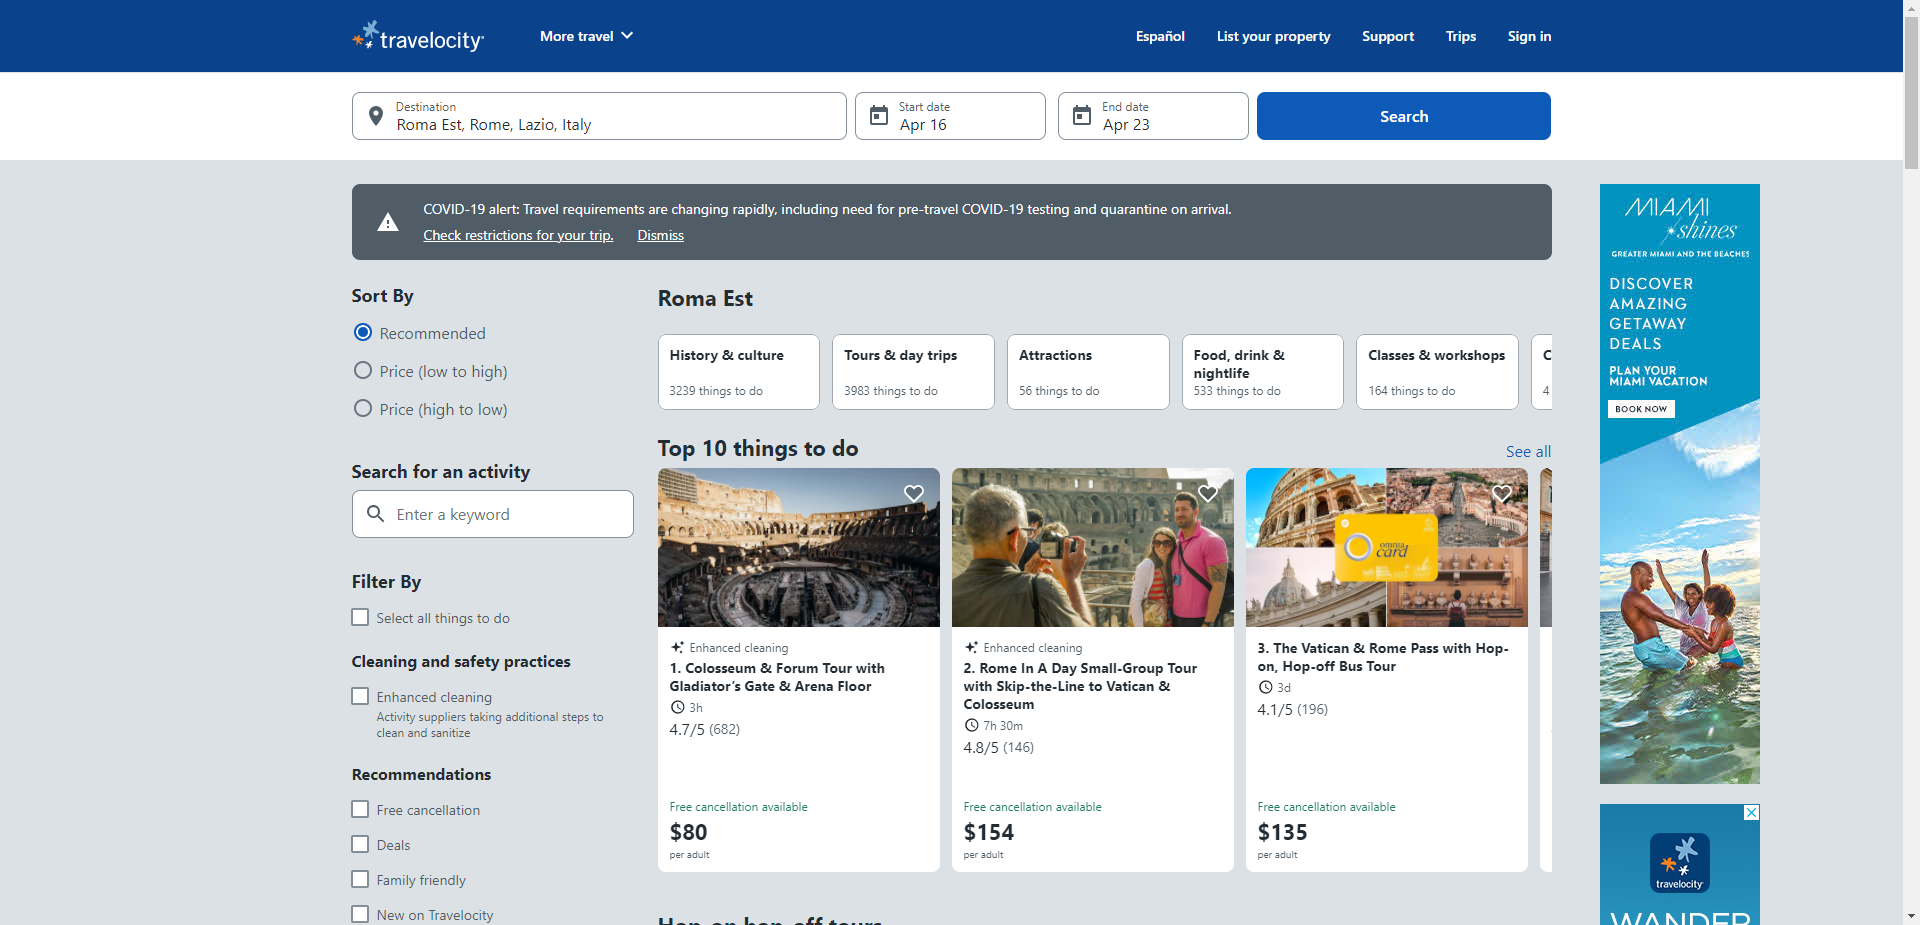 travelocity
More travel
Español
List your property
Support
Trips
Sign in
Destination
Roma Est, Rome, Lazio, Italy
Start date
Apr 16
End date
Apr 23
Search
COVID-19 alert: Travel requirements are changing rapidly, including need for pre-travel COVID-19 testing and quarantine on arrival.
Check restrictions for your trip.
Dismiss
Sort By
Recommended
Price (low to high)
Price (high to low)
Search for an activity
Enter a keyword
Filter By
Select all things to do
Cleaning and safety practices
Enhanced cleaning
Activity suppliers taking additional steps to
clean and sanitize
Recommendations
Free cancellation
Deals
Family friendly
New on Travelocity
Roma Est
History & culture
3239 things to do
Tours & day trips
3983 things to do
Attractions
56 things to do
Food, drink &
nightlife
533 things to do
Classes & workshops
164 things to do
C
4
Top 10 things to do
See all
Enhanced cleaning
1. Colosseum & Forum Tour with
Gladiator's Gate & Arena Floor
3h
4.7/5 (682)
Free cancellation available
$80
per adult
Enhanced cleaning
2. Rome In A Day Small-Group Tour
with Skip-the-Line to Vatican &
Colosseum
7h 30m
4.8/5 (146)
Free cancellation available
$154
per adult
omnia
card
3. The Vatican & Rome Pass with Hop-
on, Hop-off Bus Tour
3d
4.1/5 (196)
Free cancellation available
$135
per adult
Hop-on hop-off tours
MIAMI
shines
GREATER MIAMI AND THE BEACHES
DISCOVER
AMAZING
GETAWAY
DEALS
PLAN YOUR
MIAMI VACATION
BOOK NOW
travelocity
WANDER